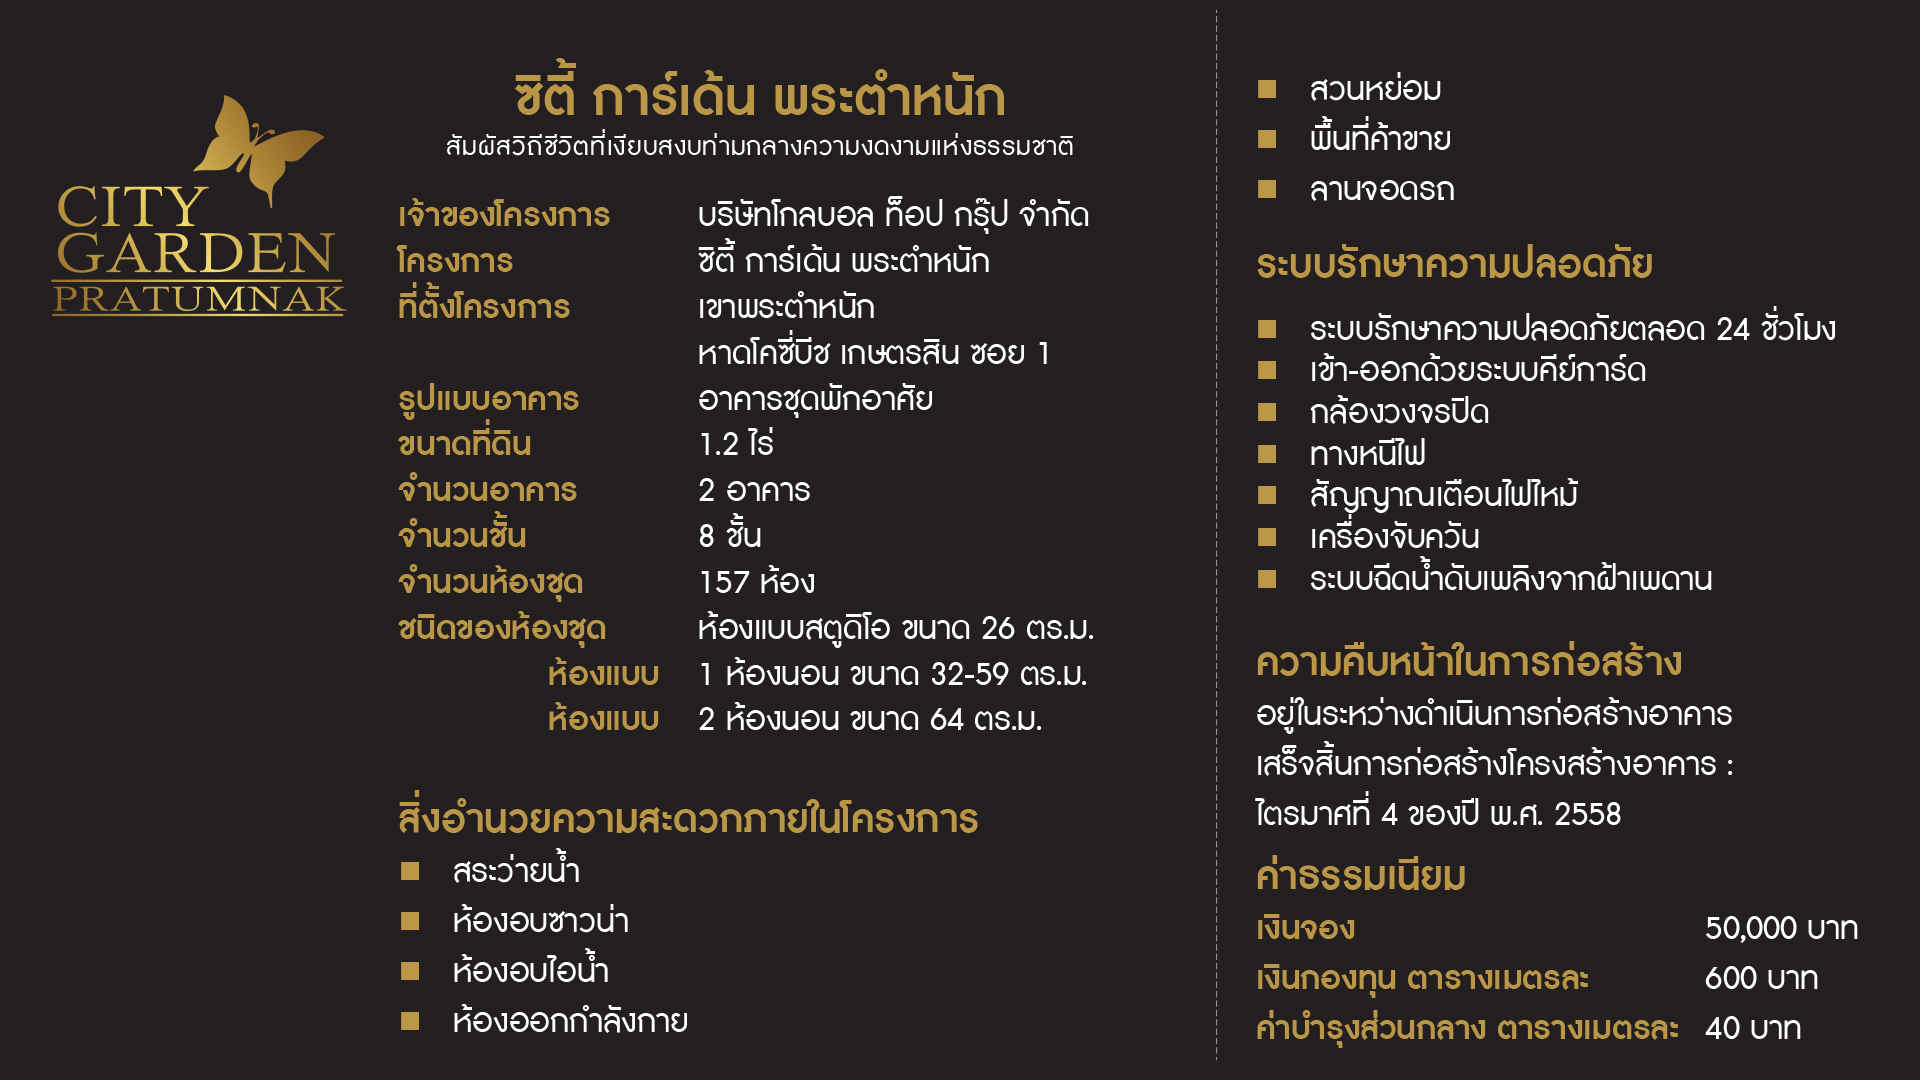 CITY
GARDEN
PRATUMNAK
ซิตี้ การ์เด้น พระตำหนัก
สัมผัสวิถีชีวิตที่เงียบสงบท่ามกลางความงดงามแห่งธรรมชาติ
เจ้าของโครงการ บริษัทโกลบอล ท็อป กรุ๊ป จำกัด
โครงการ ซิตี้ การ์เด้น พระตำหนัก
ที่ตั้งโครงการ เขาพระตำหนัก
หาดโคซี่บีช เกษตรสิน ซอย 1
รูปแบบอาคาร อาคารชุดพักอาศัย
ขนาดที่ดิน 1.2 ไร่
จำนวนอาคาร 2 อาคาร
จำนวนชั้น 8 ชั้น
จำนวนห้องชุด 157 ห้อง
ชนิดของห้องชุด ห้องแบบสตูดิโอ ขนาด 26 ตร.ม.
ห้องแบบ 1 ห้องนอน ขนาด 32-59 ตร.ม.
ห้องแบบ 2 ห้องนอน ขนาด 64 ตร.ม.
สิ่งอำนวยความสะดวกภายในโครงการ
สระว่ายน้ำ
ห้องอบซาวน่า
ห้องอบไอน้ำ
ห้องออกกำลังกาย
สวนหย่อม
พื้นที่ค้าขาย
ลานจอดรถ
ระบบรักษาความปลอดภัย
ระบบรักษาความปลอดภัยตลอด 24 ชั่วโมง
เข้า-ออกด้วยระบบคีย์การ์ด
กล้องวงจรปิด
ทางหนีไฟ
สัญญาณเตือนไฟไหม้
เครื่องจับควัน
ระบบฉีดน้ำดับเพลิงจากฝ้าเพดาน
ความคืบหน้าในการก่อสร้าง
อยู่ในระหว่างดำเนินการก่อสร้างอาคาร
เสร็จสิ้นการก่อสร้างโครงสร้างอาคาร :
ไตรมาศที่ 4 ของปี พ.ศ. 2558
ค่าธรรมเนียม
เงินจอง 50,000 บาท
เงินกองทุน ตารางเมตรละ 600 บาท
ค่าบำรุงส่วนกลาง ตารางเมตรละ 40 บาท